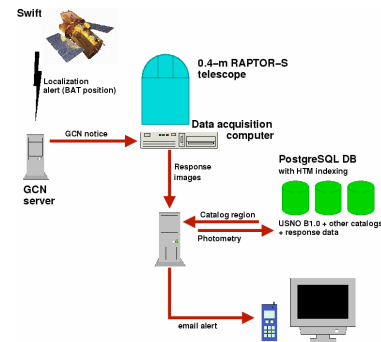 Swift
Localization
alert (BAT position)
0.4−m RAPTOR−S
telescope
Data acquisition
computer
GCN notice
GCN
server
Response
images
PostgreSQL DB
with HTM indexing
Catalog region
Photometry
USNO B1.0 + other catalogs
+ response data
email alert